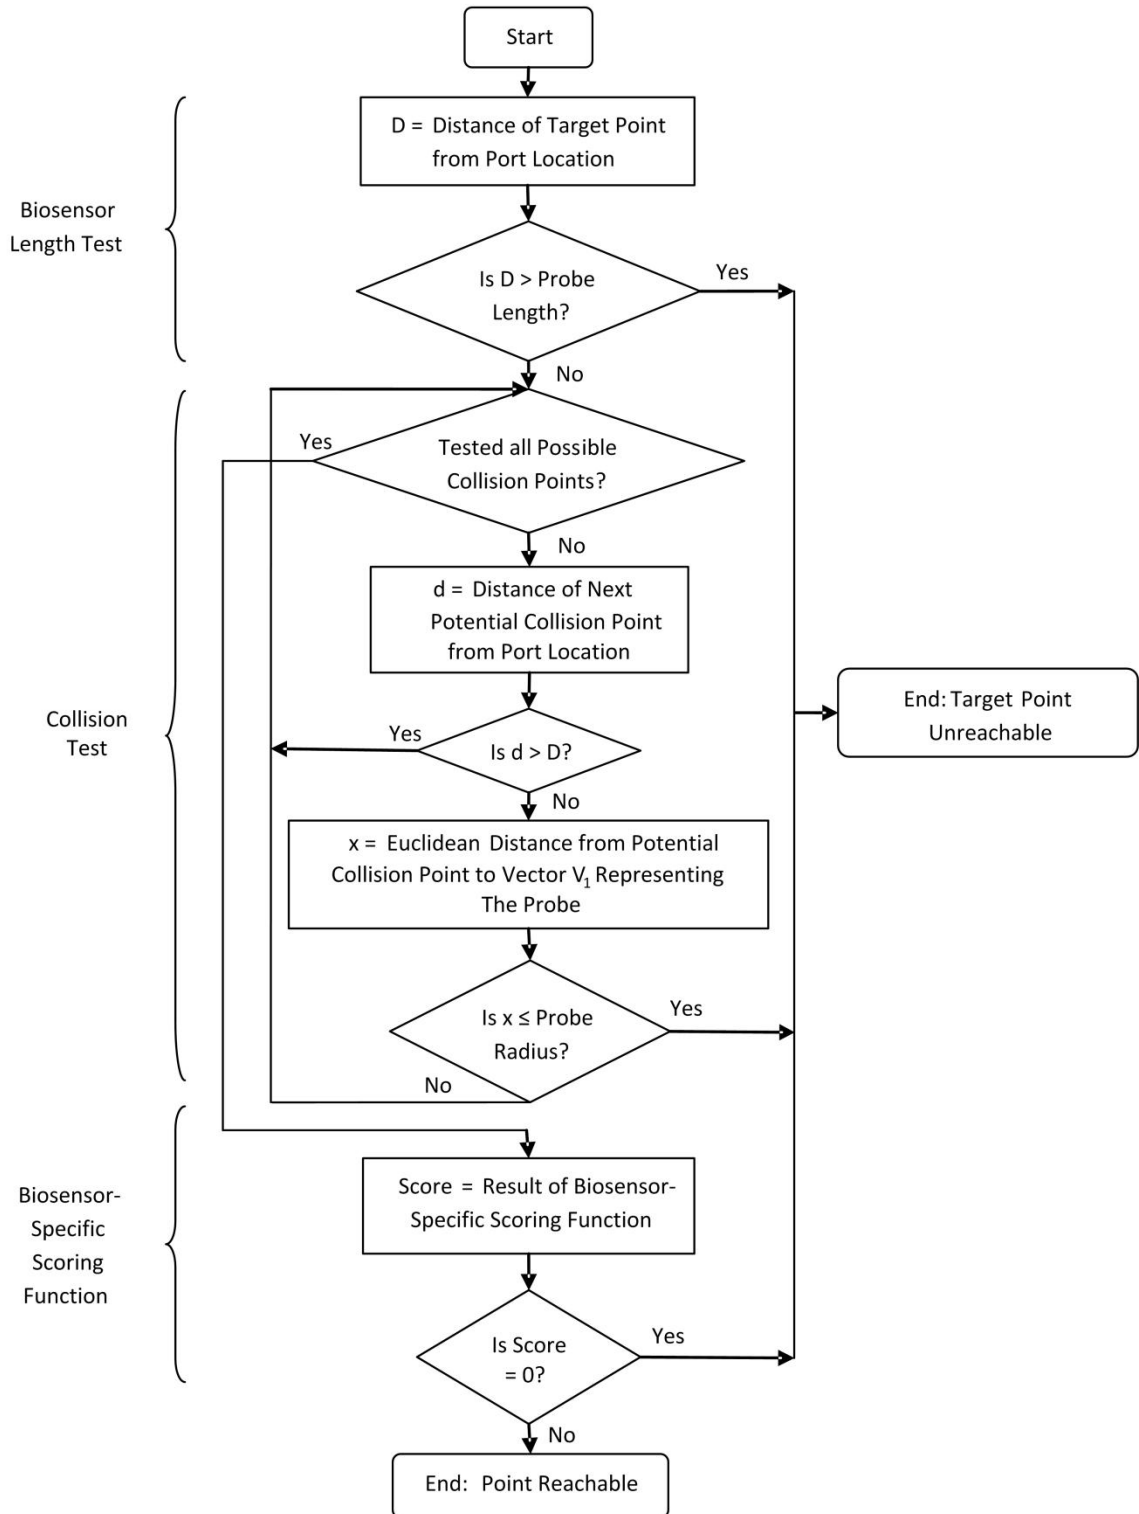 Start
D = Distance of Target Point
from Port Location
Biosensor
Length Test
Is D > Probe
Length?
Yes
No
Tested all Possible
Collision Points?
Yes
No
d = Distance of Next
Potential Collision Point
from Port Location
End: Target Point
Unreachable
Collision
Test
Is d > D?
Yes
No
x = Euclidean Distance from Potential
Collision Point to Vector V₁ Representing
The Probe
Is x ≤ Probe
Radius?
Yes
No
Biosensor-
Specific
Scoring
Function
Score = Result of Biosensor-
Specific Scoring Function
Is Score
= 0?
Yes
No
End: Point Reachable